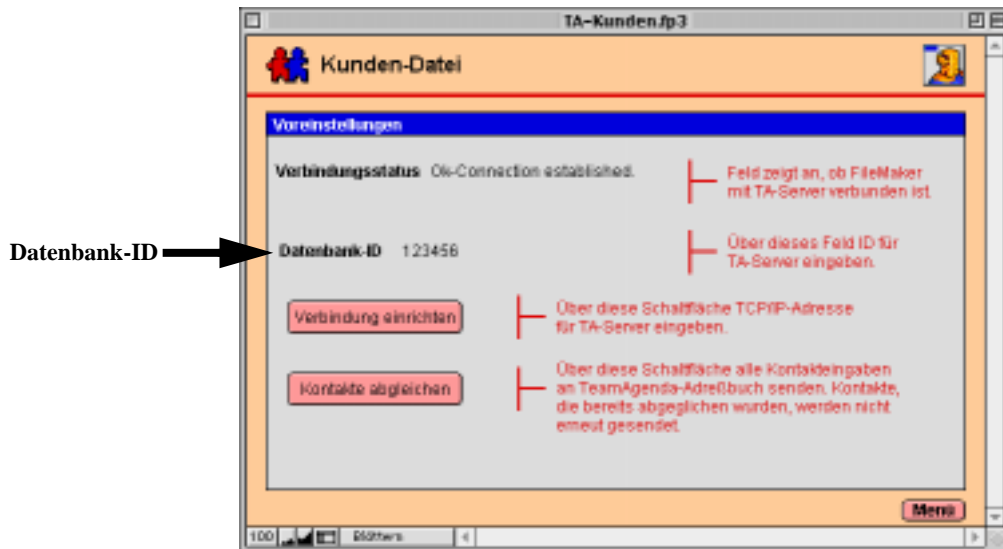 TA-Kunden.fp3
Kunden-Datei
Voreinstellungen
Verbindungsstatus Ok-Connection established.
Feld zeigt an, ob FileMaker
mit TA-Server verbunden ist.
Datenbank-ID
Datenbank-ID 123456
Über dieses Feld ID für
TA-Server eingeben.
Verbindung einrichten
Über diese Schaltfläche TCP/IP-Adresse
für TA-Server eingeben.
Kontakte abgleichen
Über diese Schaltfläche alle Kontakteingaben
an TeamAgenda-Adreßbuch senden. Kontakte,
die bereits abgeglichen wurden, werden nicht
erneut gesendet.
Menü
100 Blättern